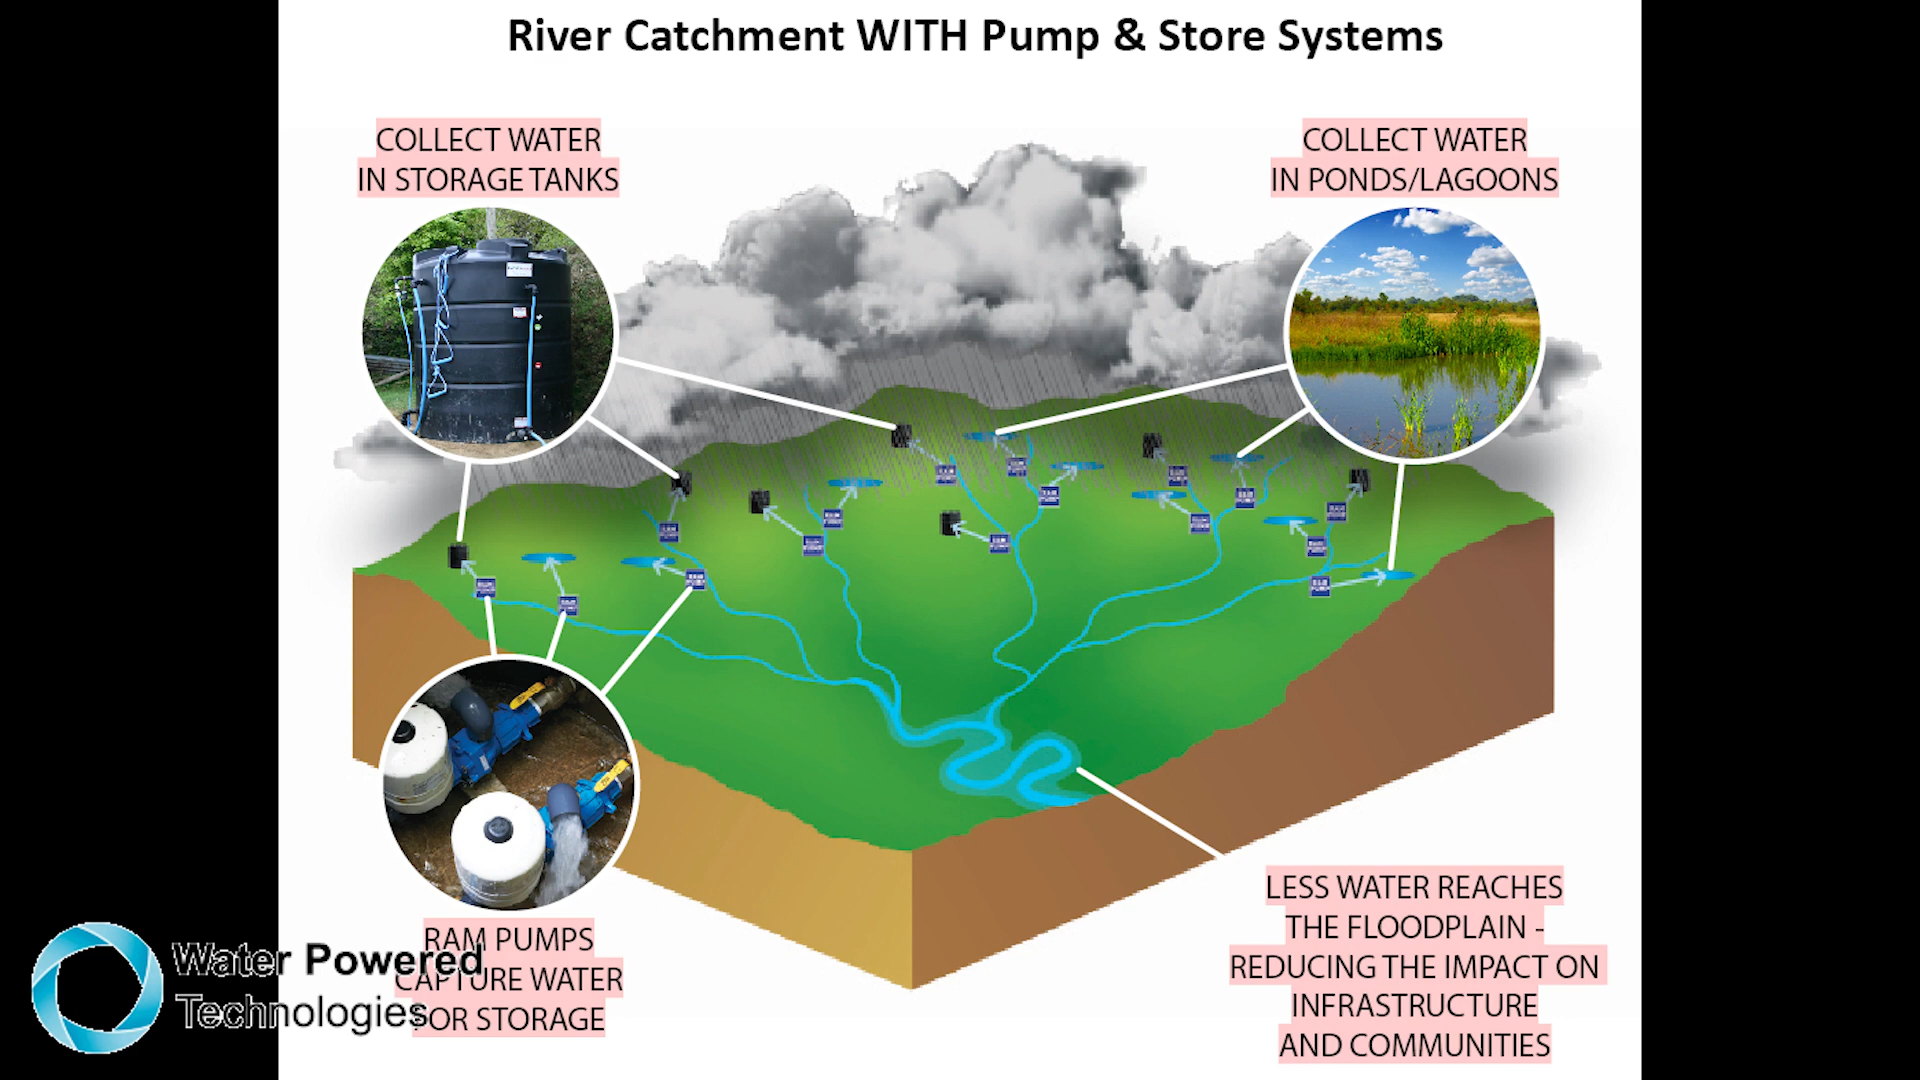 River Catchment WITH Pump & Store Systems
COLLECT WATER
IN STORAGE TANKS
COLLECT WATER
IN PONDS/LAGOONS
RAM PUMPS
CAPTURE WATER
FOR STORAGE
LESS WATER REACHES
THE FLOODPLAIN -
REDUCING THE IMPACT ON
INFRASTRUCTURE
AND COMMUNITIES
Water Powered
Technologies